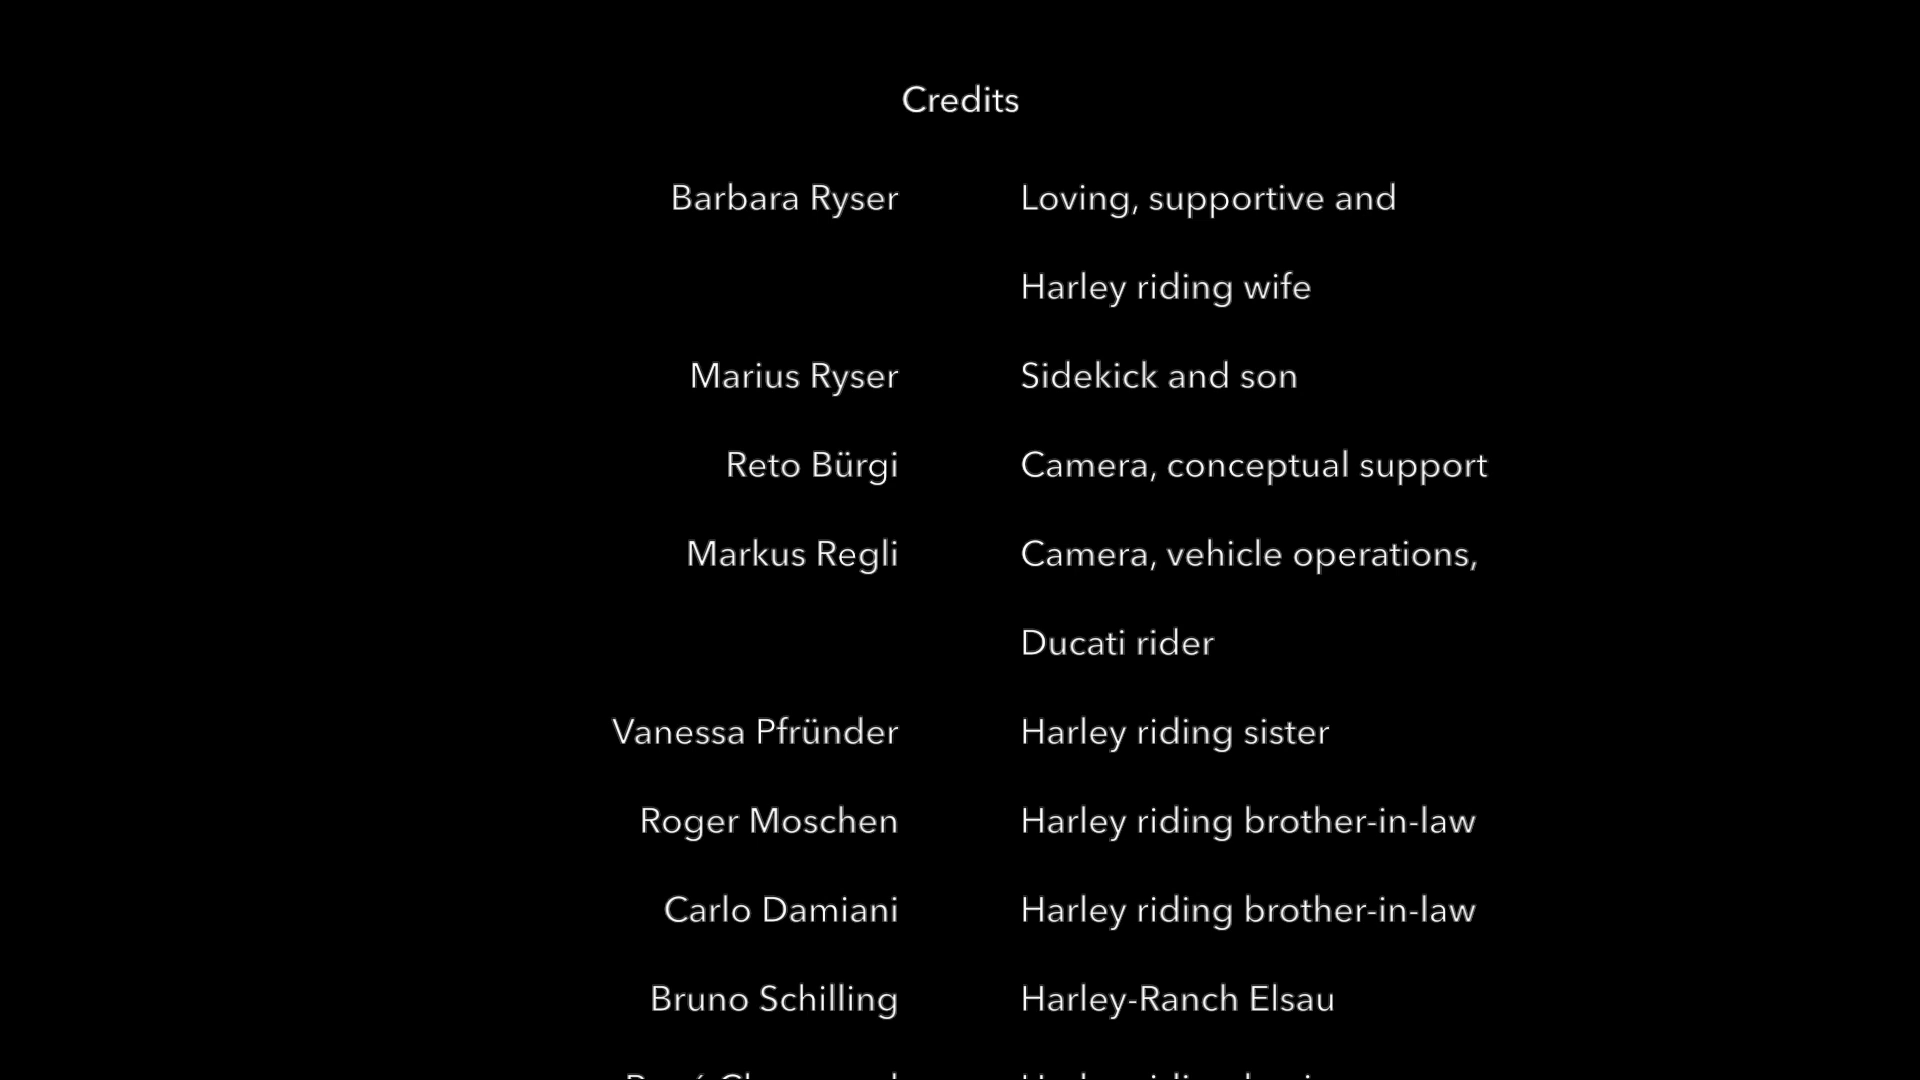 Credits
Barbara Ryser Loving, supportive and
Harley riding wife
Marius Ryser Sidekick and son
Reto Bürgi Camera, conceptual support
Markus Regli Camera, vehicle operations,
Ducati rider
Vanessa Pfründer Harley riding sister
Roger Moschen Harley riding brother-in-law
Carlo Damiani Harley riding brother-in-law
Bruno Schilling Harley-Ranch Elsau